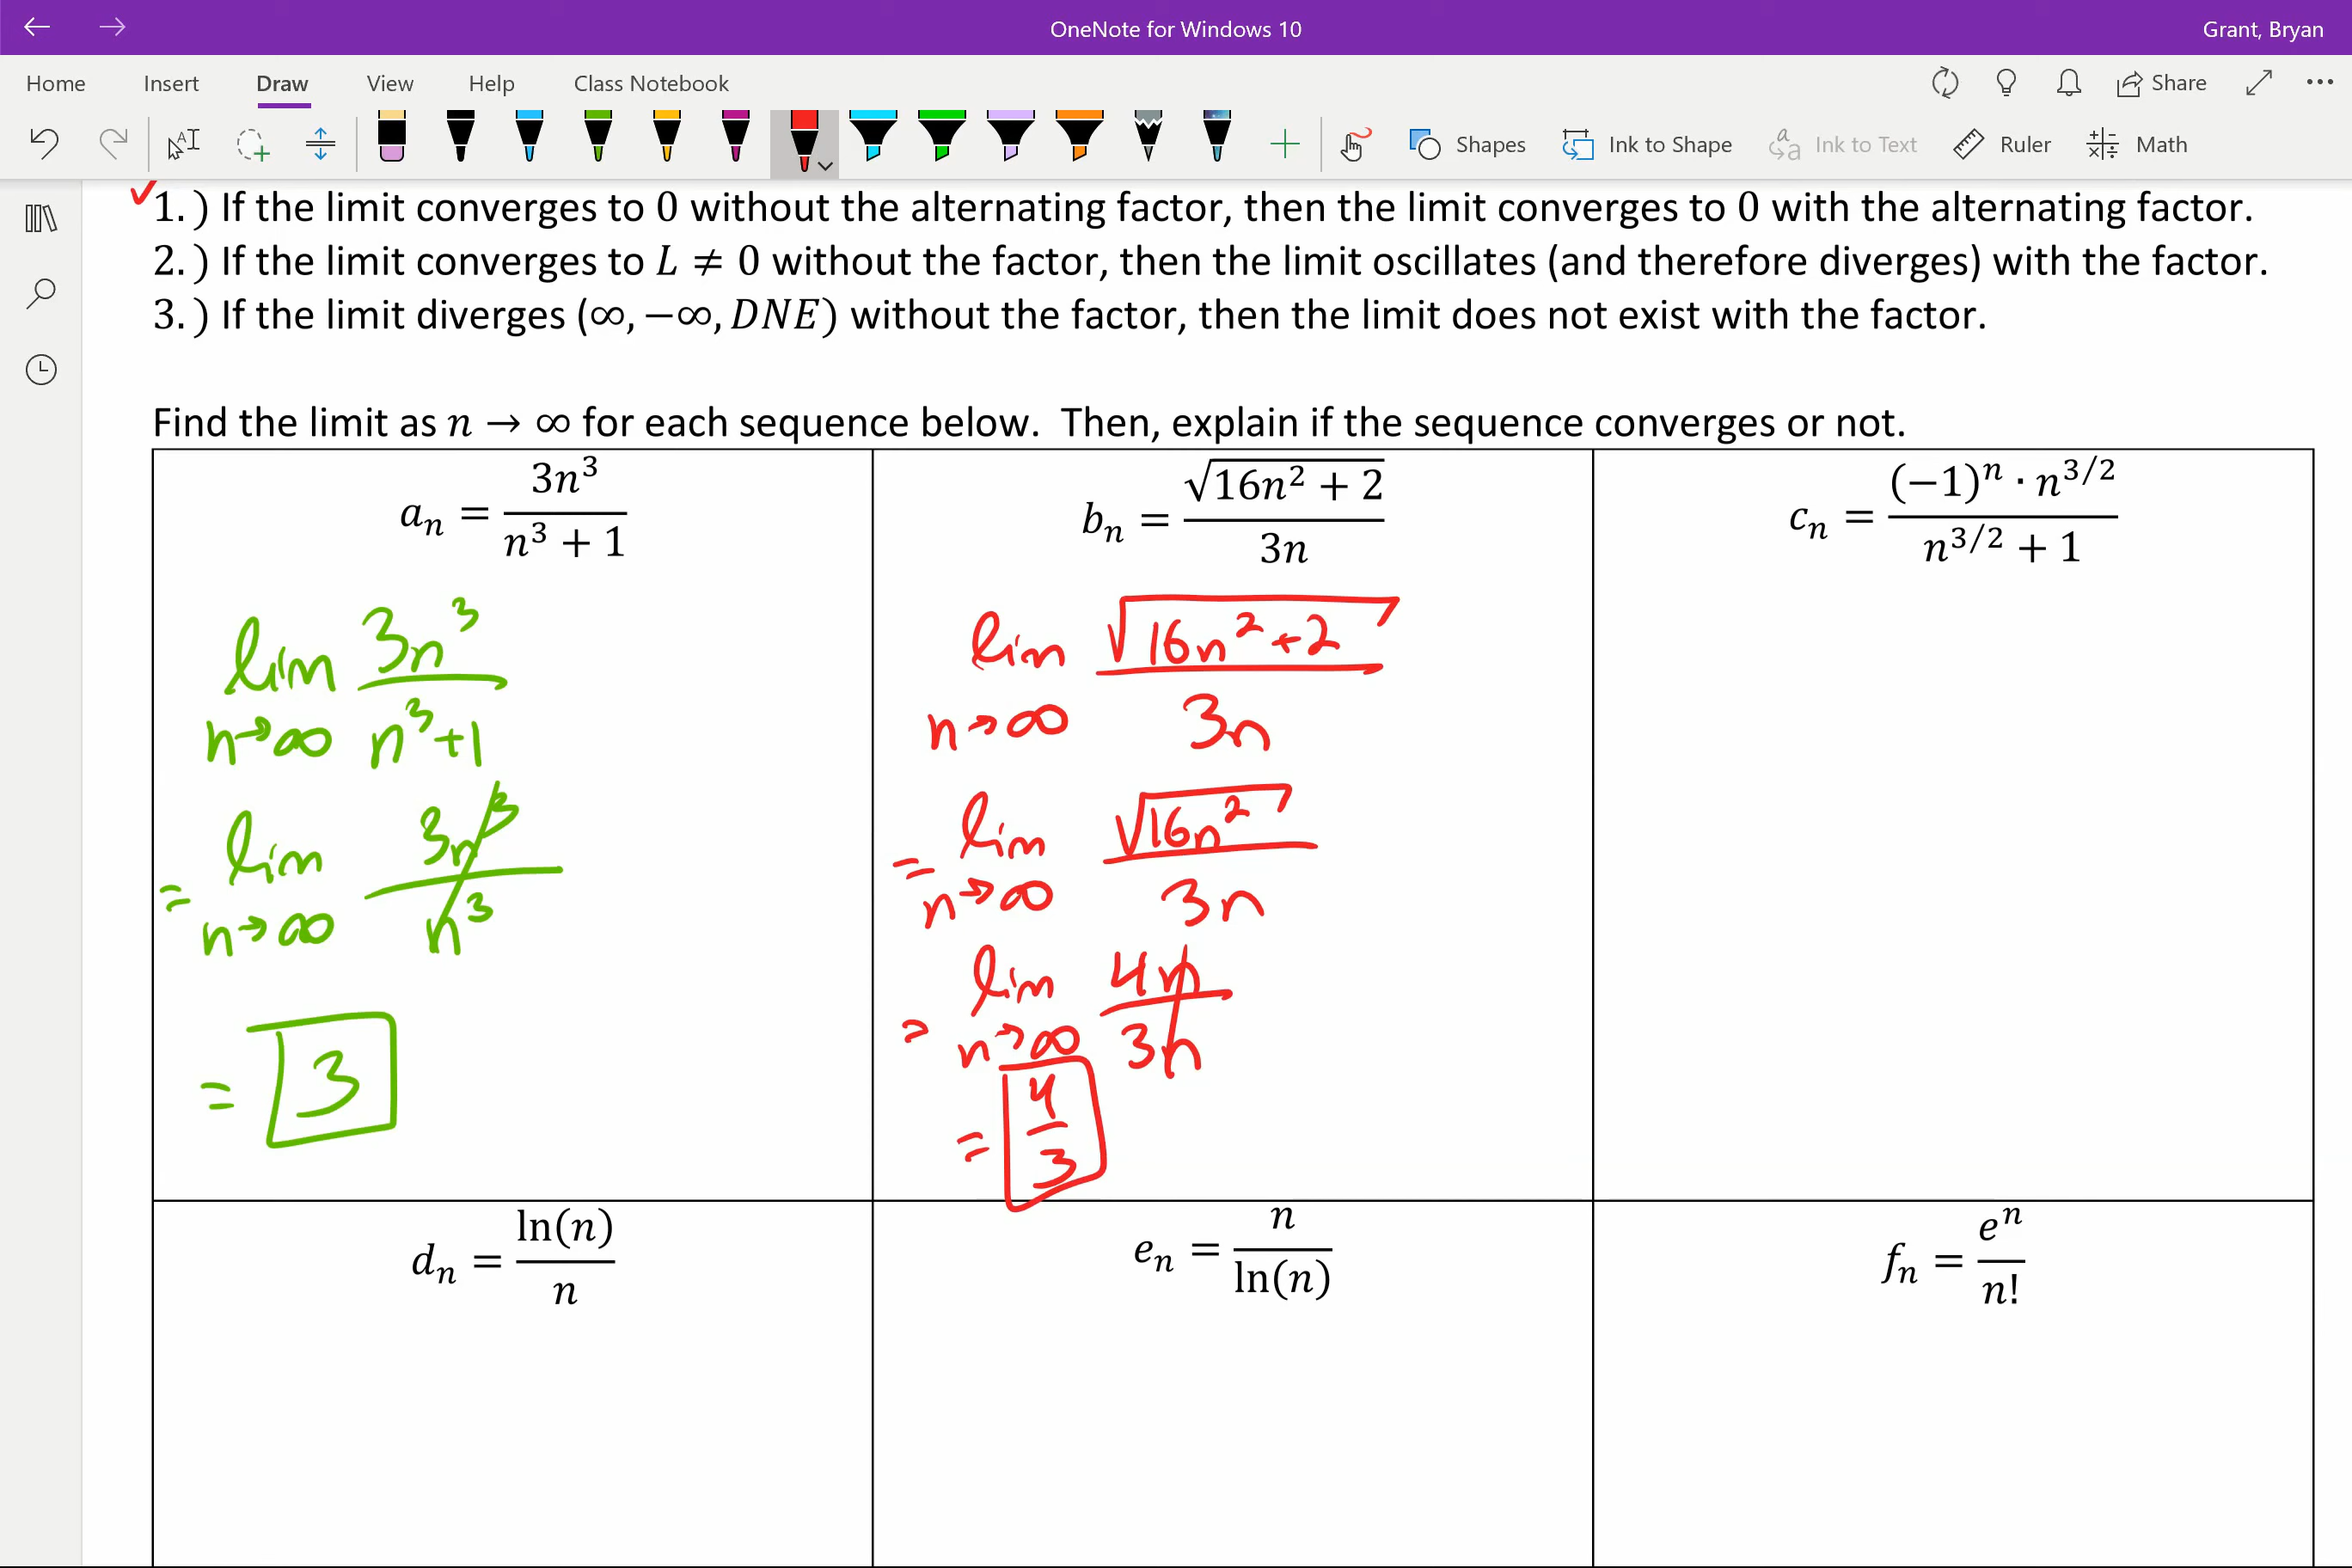 OneNote for Windows 10
Grant, Bryan
Home Insert Draw View Help Class Notebook Share
Shapes Ink to Shape Ink to Text Ruler Math
1.) If the limit converges to 0 without the alternating factor, then the limit converges to 0 with the alternating factor.
2.) If the limit converges to L ≠ 0 without the factor, then the limit oscillates (and therefore diverges) with the factor.
3.) If the limit diverges (∞, −∞, DNE) without the factor, then the limit does not exist with the factor.
Find the limit as n → ∞ for each sequence below. Then, explain if the sequence converges or not.
aₙ = 3n³ / (n³ + 1)
lim n→∞ 3n³ / (n³+1)
= lim n→∞ 3n³ / n³
= 3
bₙ = √(16n² + 2) / 3n
lim n→∞ √(16n²+2) / 3n
= lim n→∞ √(16n²) / 3n
= lim n→∞ 4n / 3n
= 4/3
cₙ = (−1)ⁿ · n^(3/2) / (n^(3/2) + 1)
dₙ = ln(n) / n
eₙ = n / ln(n)
fₙ = eⁿ / n!